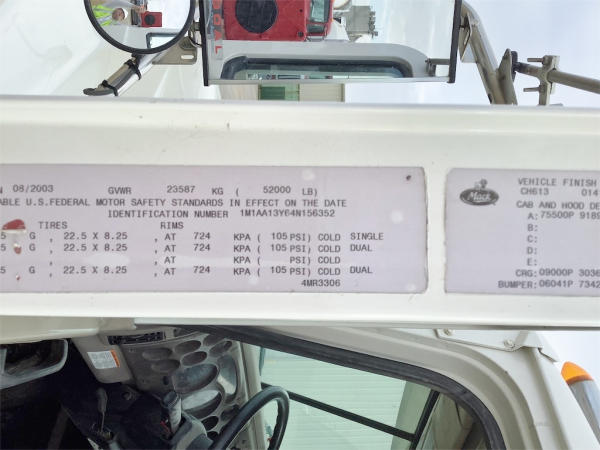 N 08/2003 GVWR 23587 KG ( 52000 LB)
ABLE U.S.FEDERAL MOTOR SAFETY STANDARDS IN EFFECT ON THE DATE
IDENTIFICATION NUMBER 1M1AA13Y64N156352
TIRES RIMS
5 G , 22.5 X 8.25 , AT 724 KPA ( 105 PSI) COLD SINGLE
5 G , 22.5 X 8.25 , AT 724 KPA ( 105 PSI) COLD DUAL
, , AT KPA ( PSI) COLD
5 G , 22.5 X 8.25 , AT 724 KPA ( 105 PSI) COLD DUAL
4MR3306
Mack
VEHICLE FINISH
CH613 0141
CAB AND HOOD DE
A: 75500P 9189
B:
C:
D:
E:
CRG: 09000P 3036
BUMPER: 06041P 7342